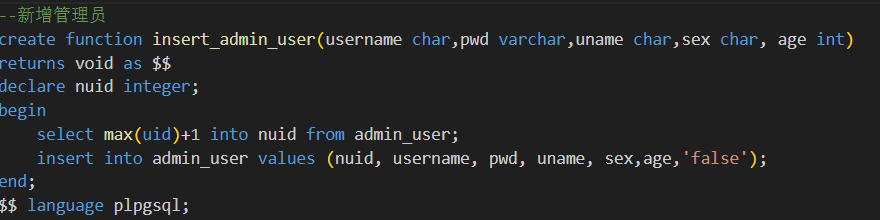 --新增管理员
create function insert_admin_user(username char,pwd varchar,uname char,sex char, age int)
returns void as $$
declare nuid integer;
begin
    select max(uid)+1 into nuid from admin_user;
    insert into admin_user values (nuid, username, pwd, uname, sex,age,'false');
end;
$$ language plpgsql;